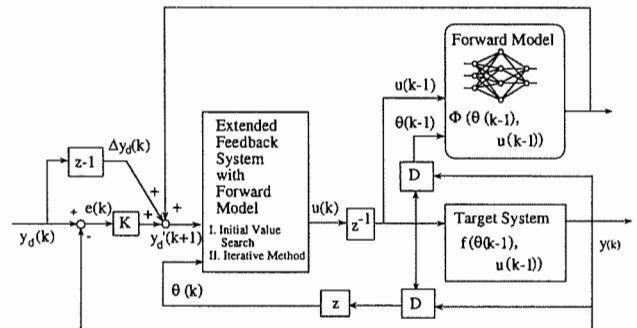 Forward Model
Φ (θ (k-1),
u(k-1))
u(k-1)
θ(k-1)
D
Extended
Feedback
System
with
Forward
Model
I. Initial Value
Search
II. Iterative Method
Δy_d(k)
z-1
+
+
+
e(k)
K
+
-
y_d(k)
y_d'(k+1)
u(k)
z⁻¹
Target System
f(θ(k-1),
u(k-1))
y(k)
θ (k)
z
D